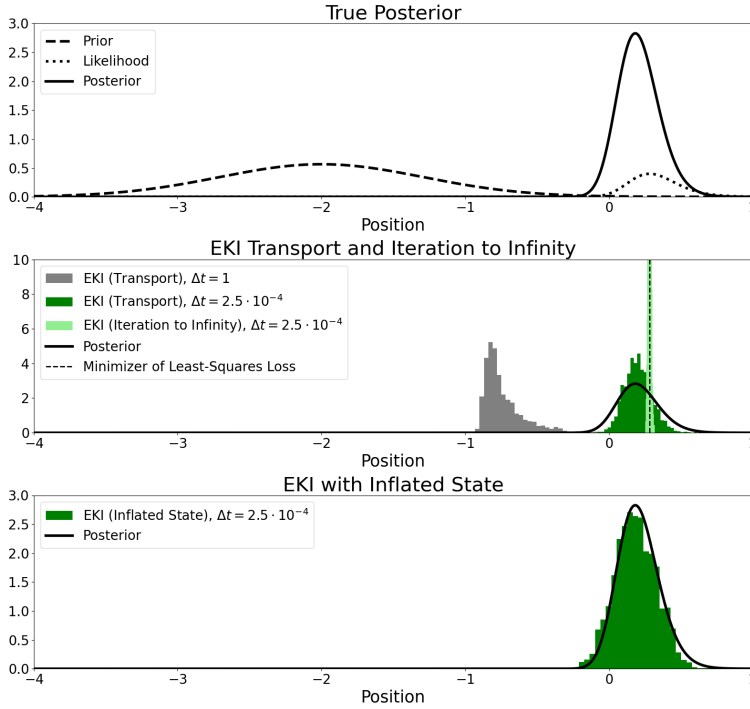 True Posterior
3.0
2.5
2.0
1.5
1.0
0.5
0.0
Prior
Likelihood
Posterior
−4 −3 −2 −1 0 1
Position
EKI Transport and Iteration to Infinity
10
8
6
4
2
0
EKI (Transport), Δt = 1
EKI (Transport), Δt = 2.5 · 10⁻⁴
EKI (Iteration to Infinity), Δt = 2.5 · 10⁻⁴
Posterior
Minimizer of Least-Squares Loss
−4 −3 −2 −1 0 1
Position
EKI with Inflated State
3.0
2.5
2.0
1.5
1.0
0.5
0.0
EKI (Inflated State), Δt = 2.5 · 10⁻⁴
Posterior
−4 −3 −2 −1 0 1
Position